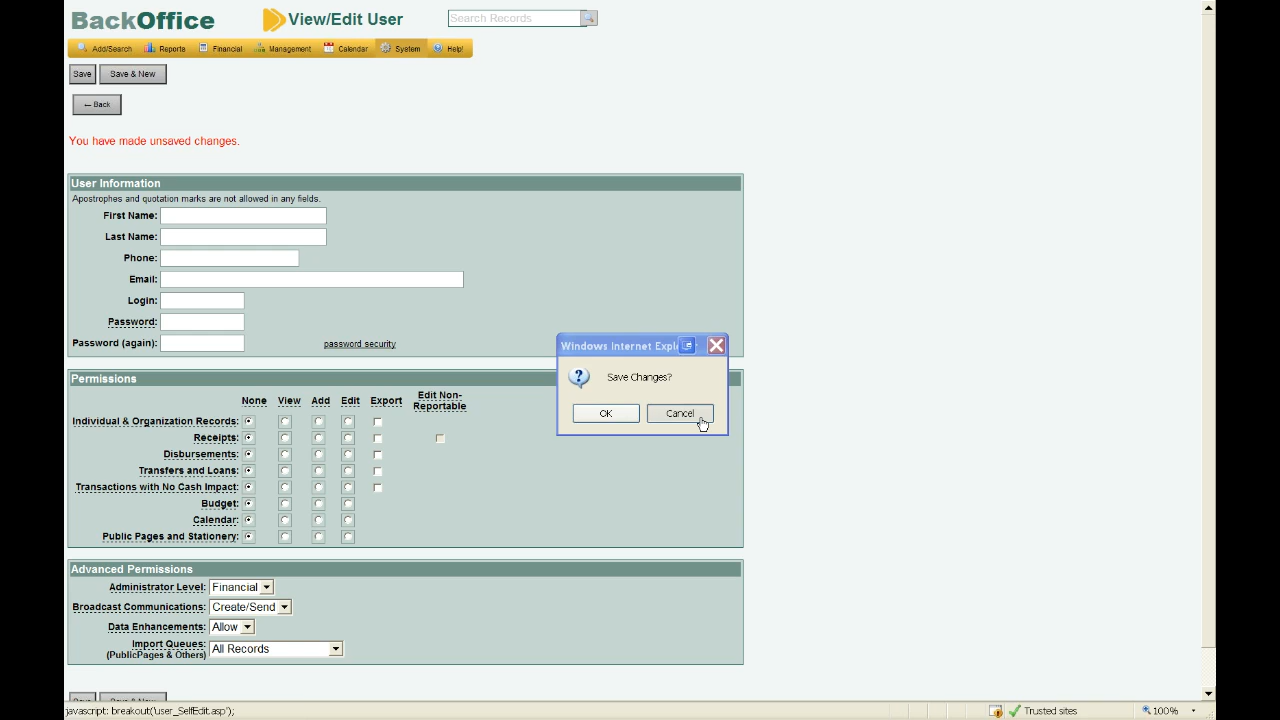 BackOffice View/Edit User Search Records
Add/Search Reports Financial Management Calendar System Help!
Save Save & New
← Back
You have made unsaved changes.
User Information
Apostrophes and quotation marks are not allowed in any fields.
First Name:
Last Name:
Phone:
Email:
Login:
Password:
Password (again): password security
Windows Internet Expl
Save Changes?
OK Cancel
Permissions
None View Add Edit Export Edit Non-
Reportable
Individual & Organization Records:
Receipts:
Disbursements:
Transfers and Loans:
Transactions with No Cash Impact:
Budget:
Calendar:
Public Pages and Stationery:
Advanced Permissions
Administrator Level: Financial
Broadcast Communications: Create/Send
Data Enhancements: Allow
Import Queues: All Records
(PublicPages & Others)
Save Save & New
javascript: breakout('user_SelfEdit.asp'); Trusted sites 100%